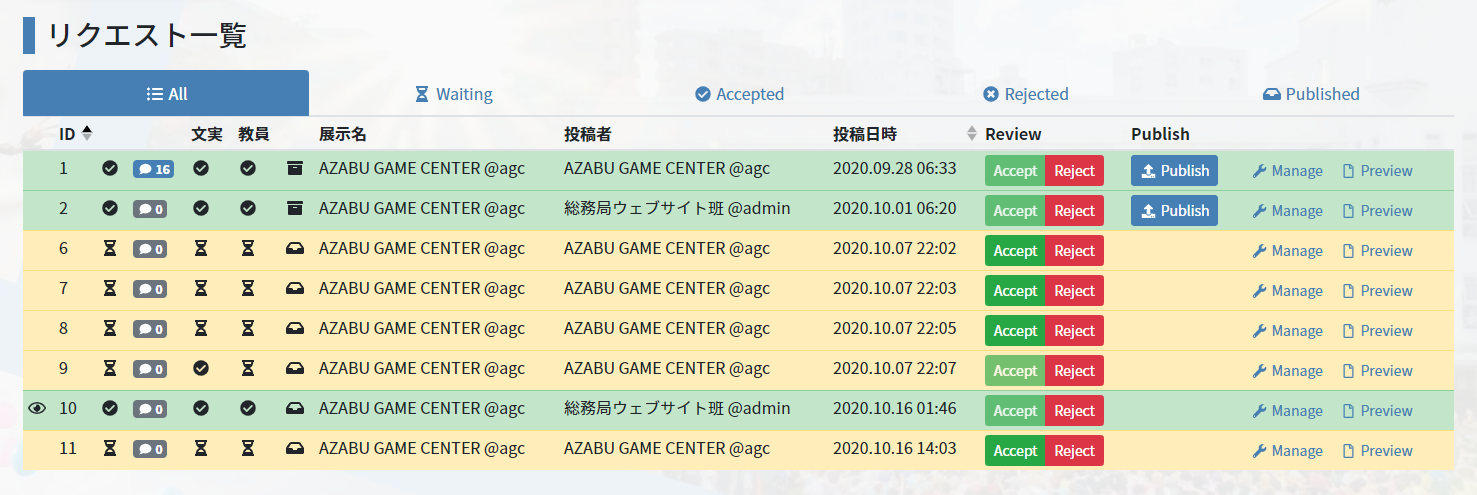 リクエスト一覧
All Waiting Accepted Rejected Published
ID 文実 教員 展示名 投稿者 投稿日時 Review Publish
1 16 AZABU GAME CENTER @agc AZABU GAME CENTER @agc 2020.09.28 06:33 Accept Reject Publish Manage Preview
2 0 AZABU GAME CENTER @agc 総務局ウェブサイト班 @admin 2020.10.01 06:20 Accept Reject Publish Manage Preview
6 0 AZABU GAME CENTER @agc AZABU GAME CENTER @agc 2020.10.07 22:02 Accept Reject Manage Preview
7 0 AZABU GAME CENTER @agc AZABU GAME CENTER @agc 2020.10.07 22:03 Accept Reject Manage Preview
8 0 AZABU GAME CENTER @agc AZABU GAME CENTER @agc 2020.10.07 22:05 Accept Reject Manage Preview
9 0 AZABU GAME CENTER @agc AZABU GAME CENTER @agc 2020.10.07 22:07 Accept Reject Manage Preview
10 0 AZABU GAME CENTER @agc 総務局ウェブサイト班 @admin 2020.10.16 01:46 Accept Reject Manage Preview
11 0 AZABU GAME CENTER @agc AZABU GAME CENTER @agc 2020.10.16 14:03 Accept Reject Manage Preview